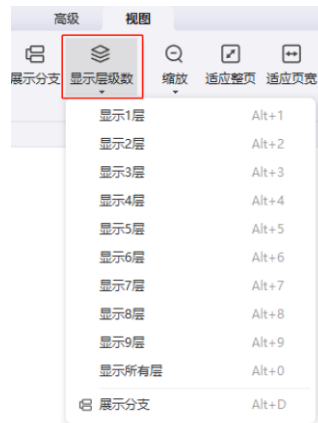 高级 视图
展示分支 显示层级数 缩放 适应整页 适应页宽
显示1层 Alt+1
显示2层 Alt+2
显示3层 Alt+3
显示4层 Alt+4
显示5层 Alt+5
显示6层 Alt+6
显示7层 Alt+7
显示8层 Alt+8
显示9层 Alt+9
显示所有层 Alt+0
展示分支 Alt+D